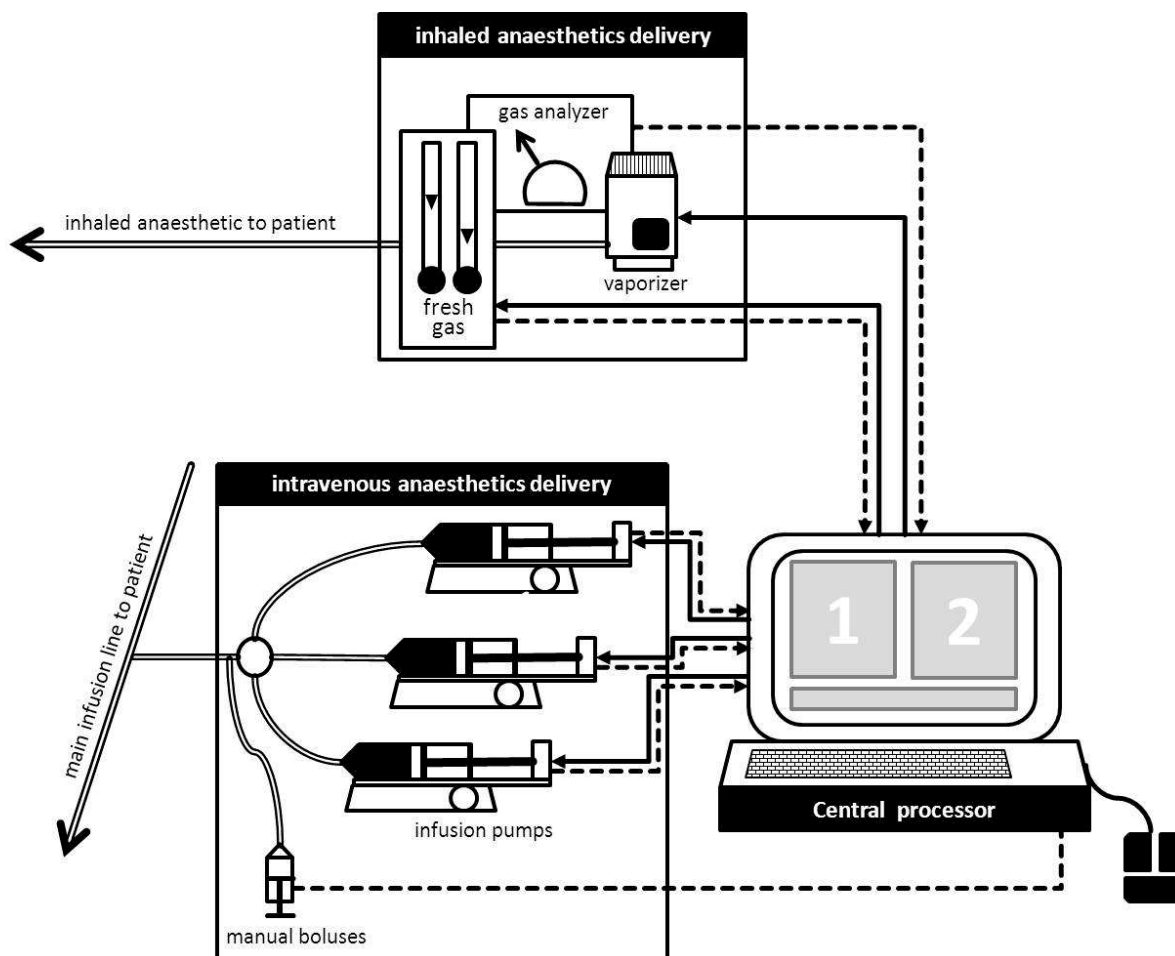 inhaled anaesthetics delivery
gas analyzer
inhaled anaesthetic to patient
vaporizer
fresh
gas
intravenous anaesthetics delivery
main infusion line to patient
1
2
infusion pumps
Central processor
manual boluses